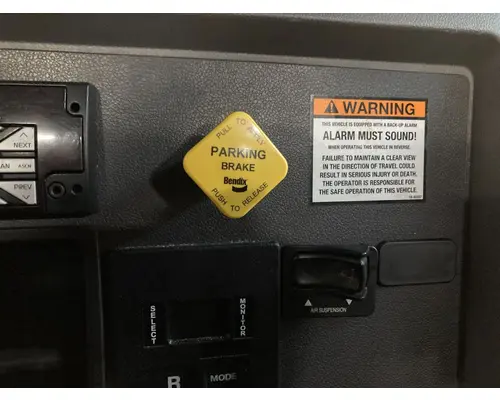 NEXT
PREV
PULL TO APPLY
PARKING
BRAKE
Bendix
PUSH TO RELEASE
WARNING
THIS VEHICLE IS EQUIPPED WITH A BACK-UP ALARM
ALARM MUST SOUND!
WHEN OPERATING THIS VEHICLE IN REVERSE.
FAILURE TO MAINTAIN A CLEAR VIEW
IN THE DIRECTION OF TRAVEL COULD
RESULT IN SERIOUS INJURY OR DEATH.
THE OPERATOR IS RESPONSIBLE FOR
THE SAFE OPERATION OF THIS VEHICLE.
SELECT
MONITOR
AIR SUSPENSION
R
MODE